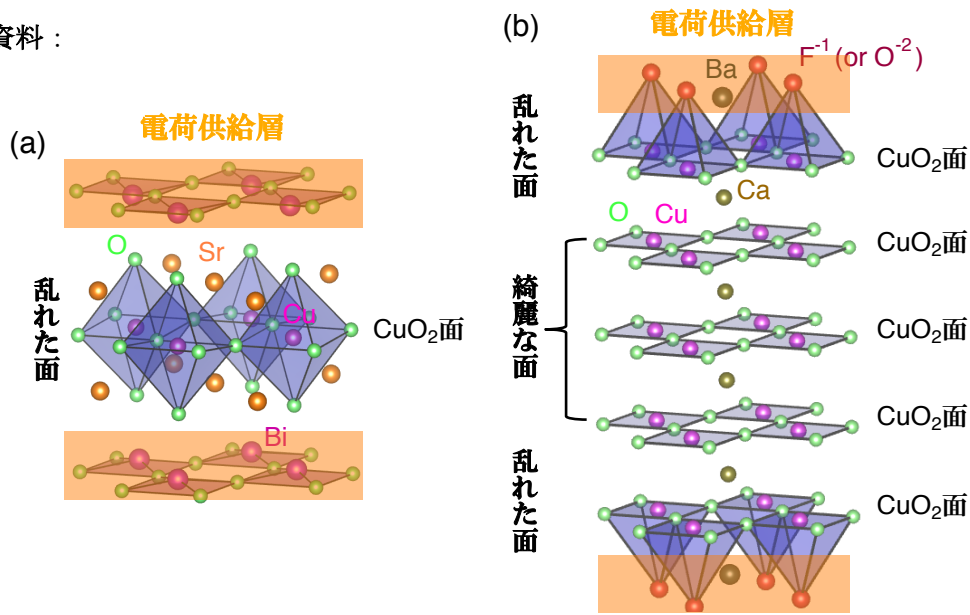 資料：
(a)
電荷供給層
O
Sr
Cu
乱れた面
CuO2面
Bi
(b)
電荷供給層
F-1 (or O-2)
Ba
乱れた面
CuO2面
Ca
O
Cu
CuO2面
綺麗な面
CuO2面
CuO2面
乱れた面
CuO2面